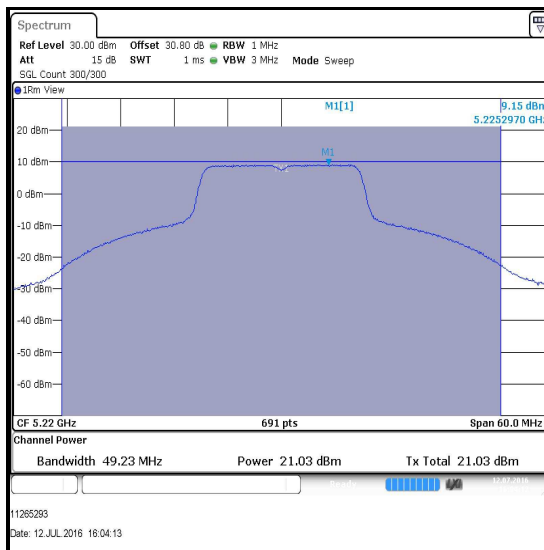 Spectrum
Ref Level 30.00 dBm Offset 30.80 dB RBW 1 MHz
Att 15 dB SWT 1 ms VBW 3 MHz Mode Sweep
SGL Count 300/300
1Rm View
M1[1] 9.15 dBm
5.2252970 GHz
20 dBm
M1
10 dBm
0 dBm
-10 dBm
-20 dBm
-30 dBm
-40 dBm
-50 dBm
-60 dBm
CF 5.22 GHz 691 pts Span 60.0 MHz
Channel Power
Bandwidth 49.23 MHz Power 21.03 dBm Tx Total 21.03 dBm
11265293
Date: 12.JUL.2016 16:04:13